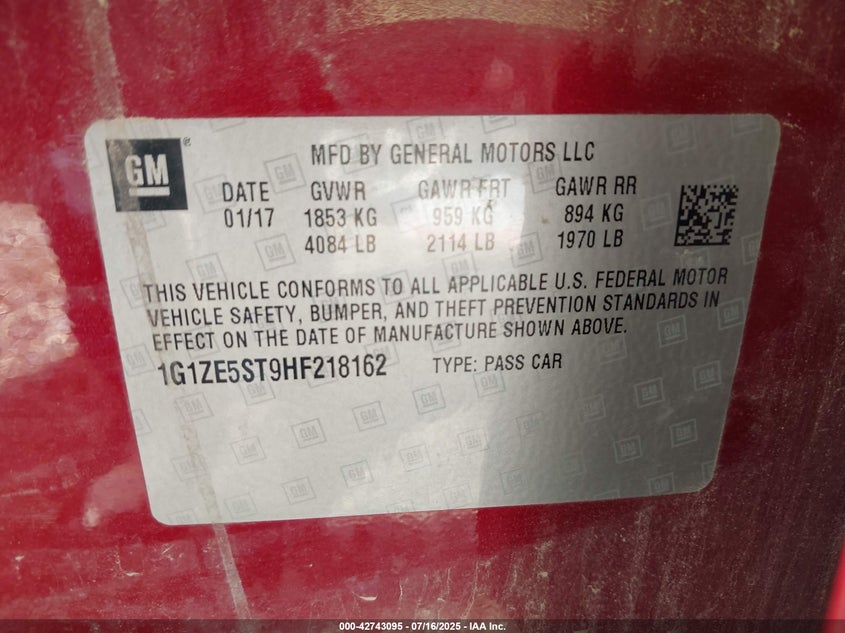 GM
MFD BY GENERAL MOTORS LLC
DATE GVWR GAWR FRT GAWR RR
01/17 1853 KG 959 KG 894 KG
4084 LB 2114 LB 1970 LB
THIS VEHICLE CONFORMS TO ALL APPLICABLE U.S. FEDERAL MOTOR
VEHICLE SAFETY, BUMPER, AND THEFT PREVENTION STANDARDS IN
EFFECT ON THE DATE OF MANUFACTURE SHOWN ABOVE.
1G1ZE5ST9HF218162 TYPE: PASS CAR
000-42743095 - 07/16/2025 - IAA Inc.